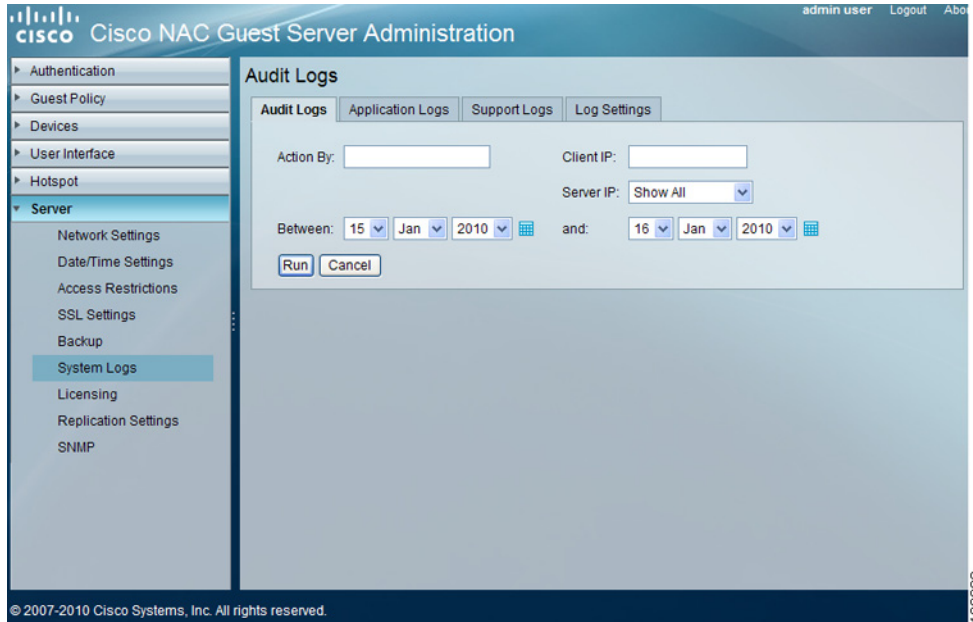 admin user Logout Abo
CISCO Cisco NAC Guest Server Administration
Authentication
Guest Policy
Devices
User Interface
Hotspot
Server
Network Settings
Date/Time Settings
Access Restrictions
SSL Settings
Backup
System Logs
Licensing
Replication Settings
SNMP
Audit Logs
Audit Logs Application Logs Support Logs Log Settings
Action By: Client IP:
Server IP: Show All
Between: 15 Jan 2010 and: 16 Jan 2010
Run Cancel
© 2007-2010 Cisco Systems, Inc. All rights reserved.